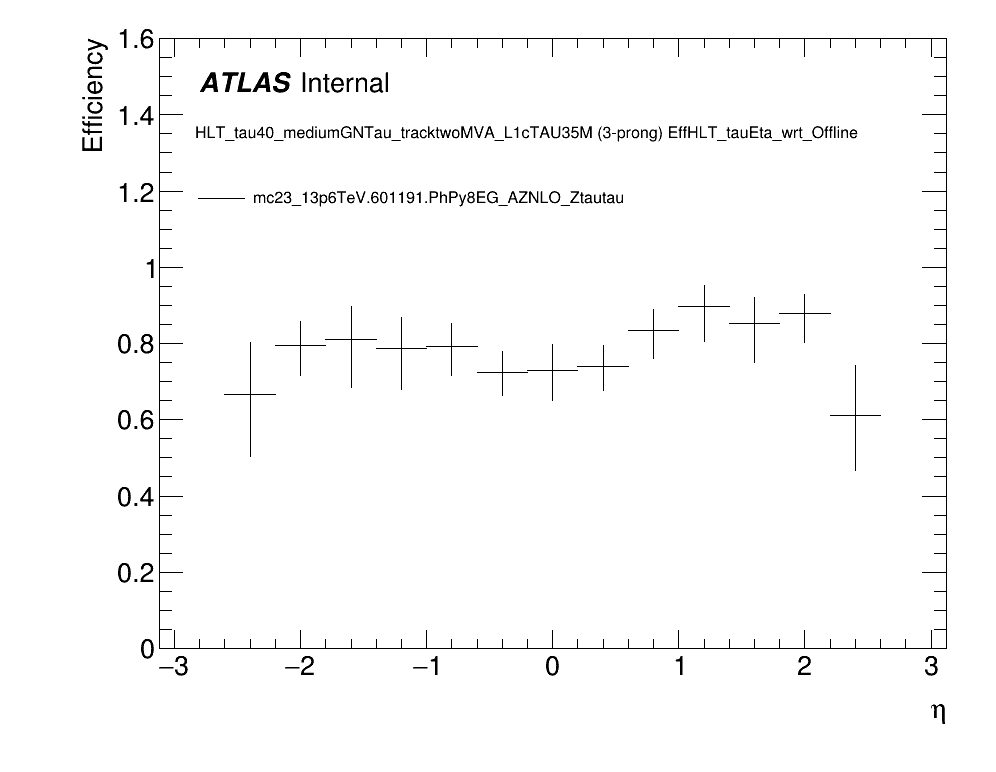 Efficiency
1.6
1.4
1.2
1
0.8
0.6
0.4
0.2
0
ATLAS Internal
HLT_tau40_mediumGNTau_tracktwoMVA_L1cTAU35M (3-prong) EffHLT_tauEta_wrt_Offline
mc23_13p6TeV.601191.PhPy8EG_AZNLO_Ztautau
−3 −2 −1 0 1 2 3
η